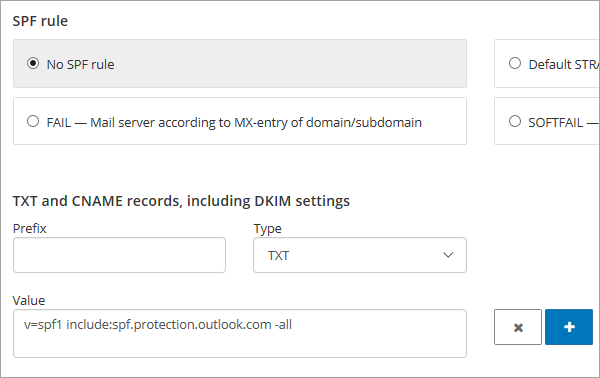 SPF rule
No SPF rule
Default STRA
FAIL — Mail server according to MX-entry of domain/subdomain
SOFTFAIL —
TXT and CNAME records, including DKIM settings
Prefix
Type
TXT
Value
v=spf1 include:spf.protection.outlook.com -all